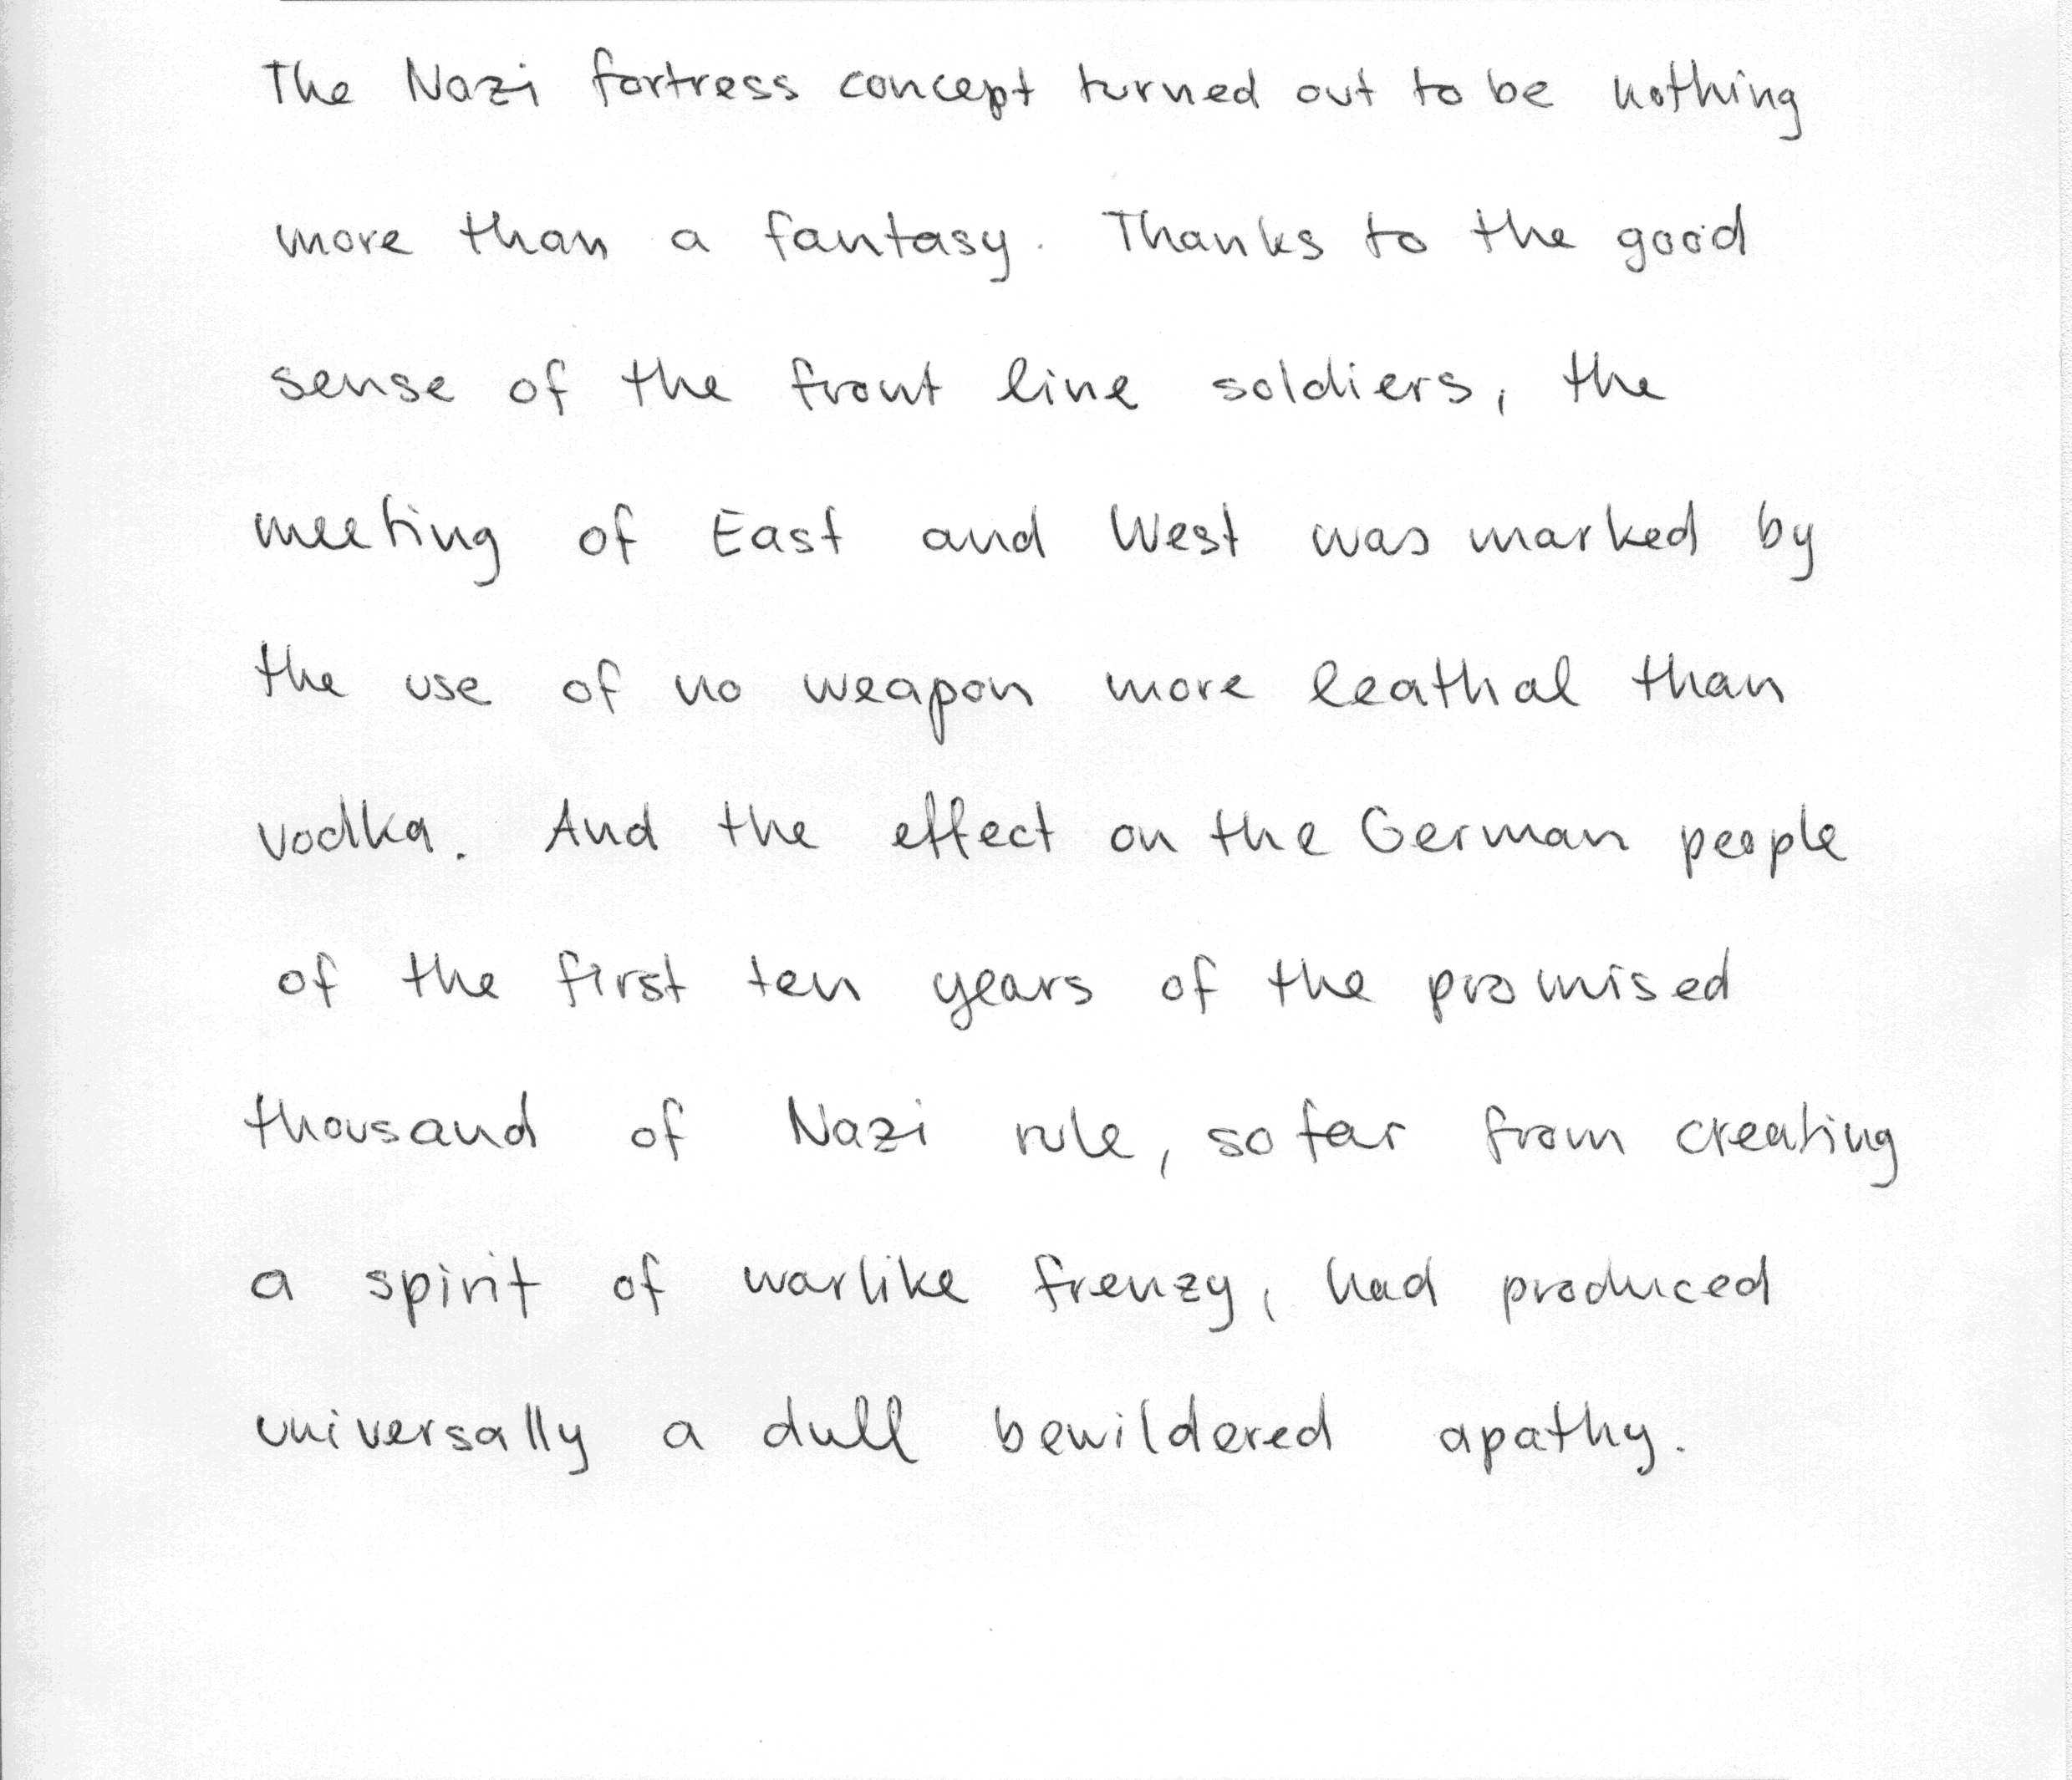 The Nazi fortress concept turned out to be nothing
more than a fantasy. Thanks to the good
sense of the front line soldiers, the
meeting of East and West was marked by
the use of no weapon more leathal than
vodka. And the effect on the German people
of the first ten years of the promised
thousand of Nazi rule, so far from creating
a spirit of warlike frenzy, had produced
universally a dull bewildered apathy.